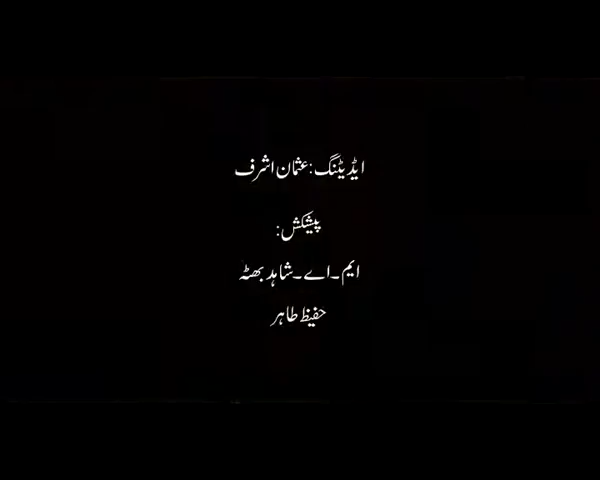 ایڈیٹنگ: عثمان اشرف
پیشکش:
ایم۔اے۔شاہد بھٹہ
حفیظ طاہر